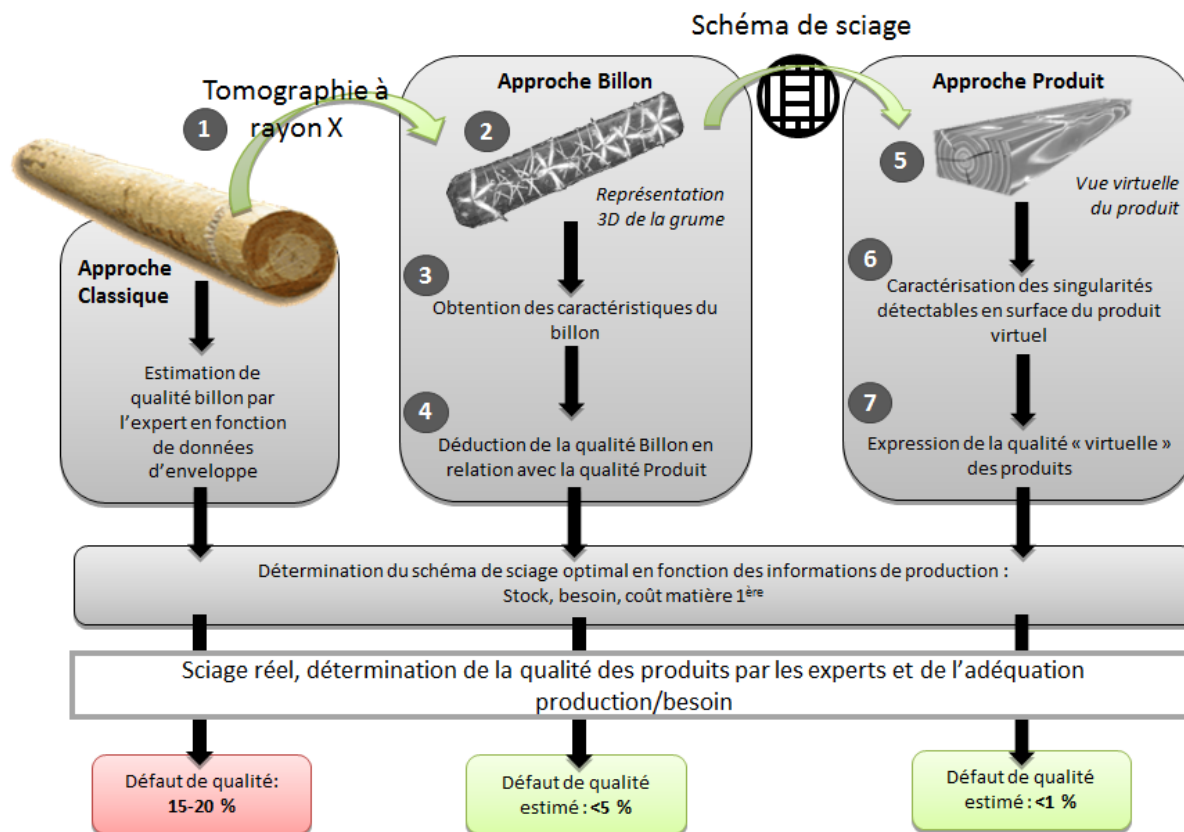 Schéma de sciage
Tomographie à
rayon X
1
Approche
Classique
Estimation de
qualité billon par
l'expert en fonction
de données
d'enveloppe
Approche Billon
2
Représentation
3D de la grume
3
Obtention des caractéristiques du
billon
4
Déduction de la qualité Billon en
relation avec la qualité Produit
Approche Produit
5
Vue virtuelle
du produit
6
Caractérisation des singularités
détectables en surface du produit
virtuel
7
Expression de la qualité « virtuelle »
des produits
Détermination du schéma de sciage optimal en fonction des informations de production :
Stock, besoin, coût matière 1ère
Sciage réel, détermination de la qualité des produits par les experts et de l'adéquation
production/besoin
Défaut de qualité:
15-20 %
Défaut de qualité
estimé : <5 %
Défaut de qualité
estimé : <1 %